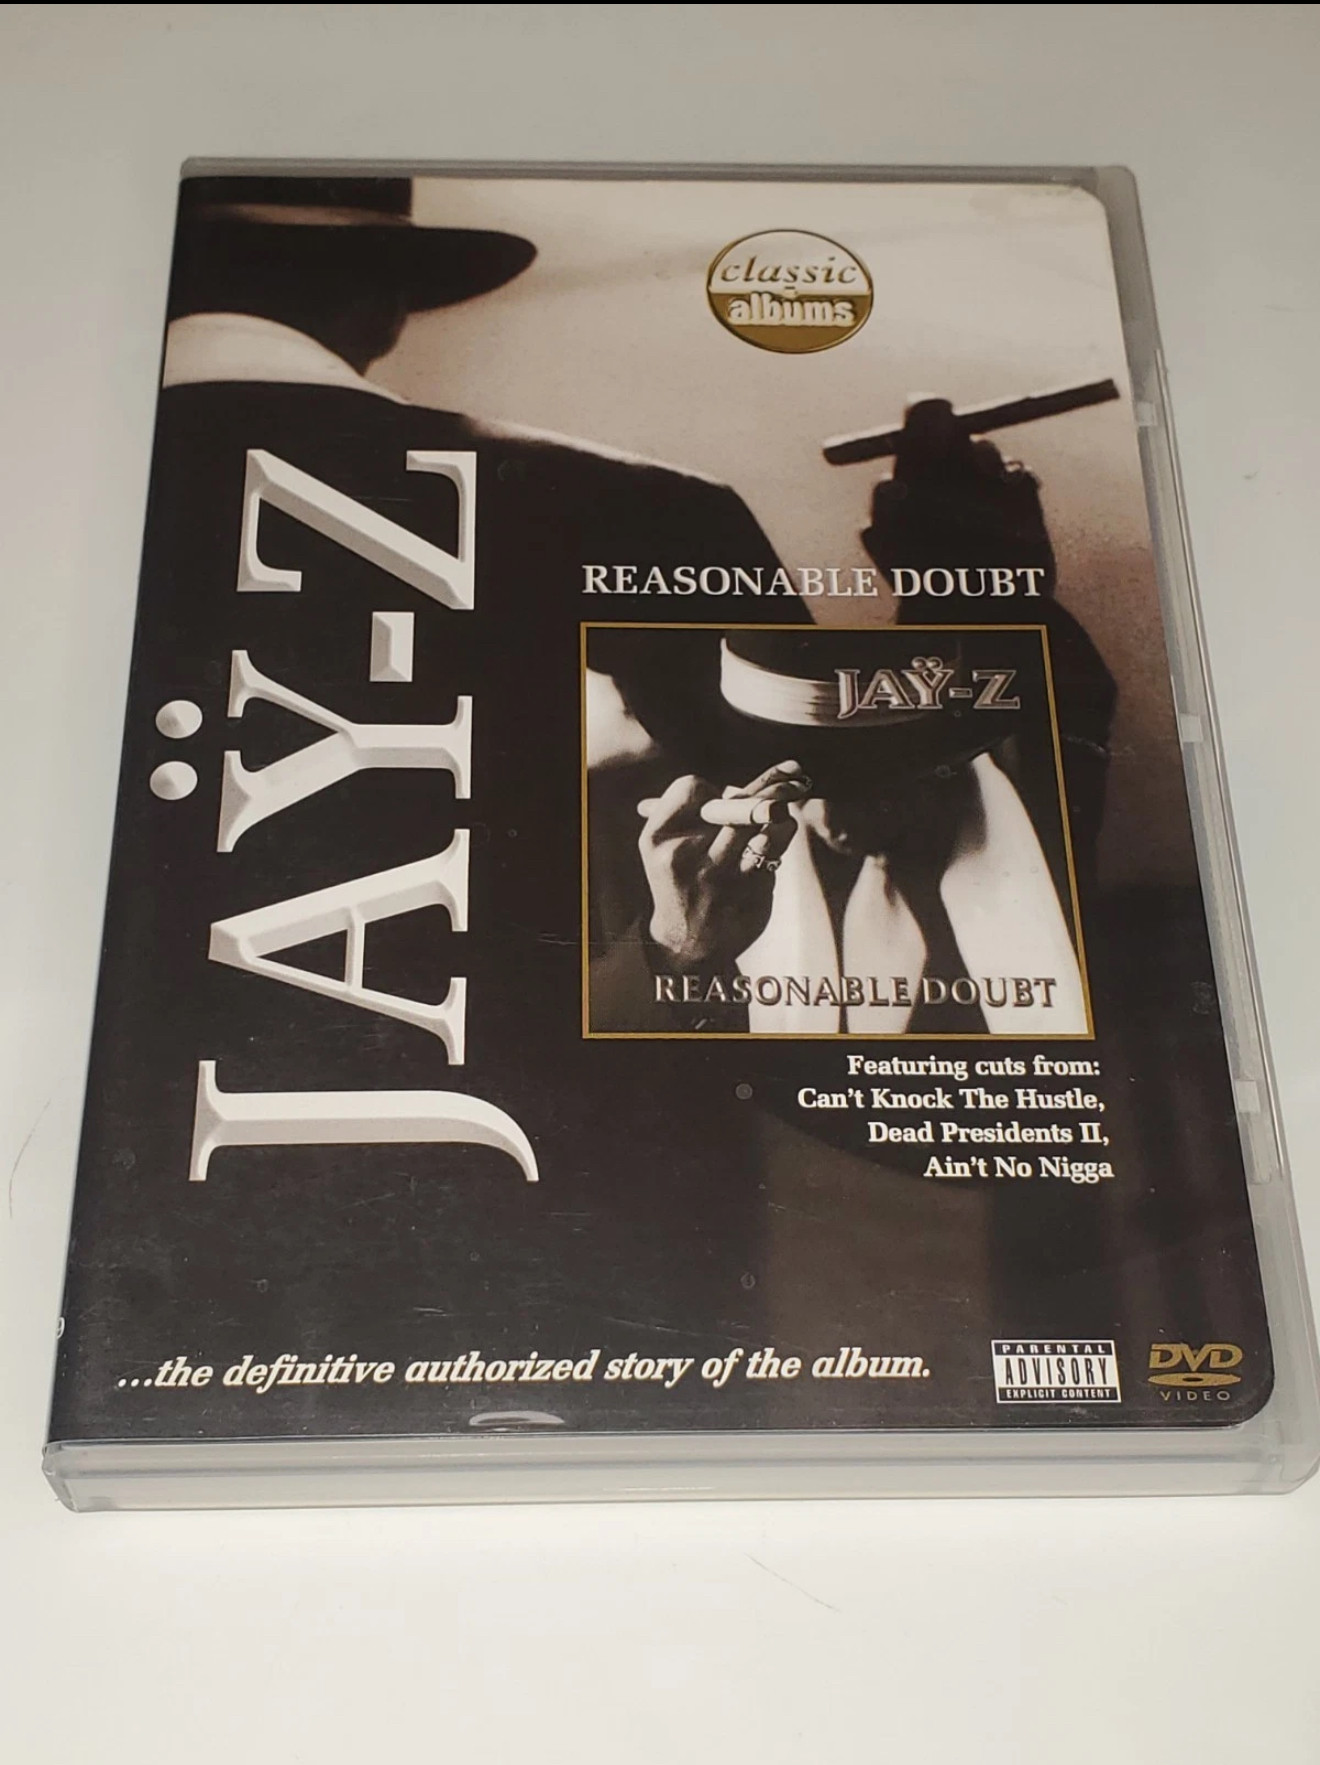 classic
albums
JAŸ-Z
REASONABLE DOUBT
JAŸ-Z
REASONABLE DOUBT
Featuring cuts from:
Can't Knock The Hustle,
Dead Presidents II,
Ain't No Nigga
...the definitive authorized story of the album.
PARENTAL
ADVISORY
EXPLICIT CONTENT
DVD
VIDEO